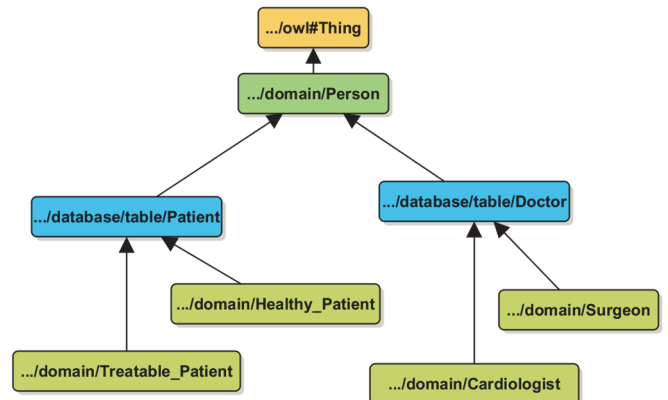 .../owl#Thing
.../domain/Person
.../database/table/Patient
.../database/table/Doctor
.../domain/Healthy_Patient
.../domain/Surgeon
.../domain/Treatable_Patient
.../domain/Cardiologist